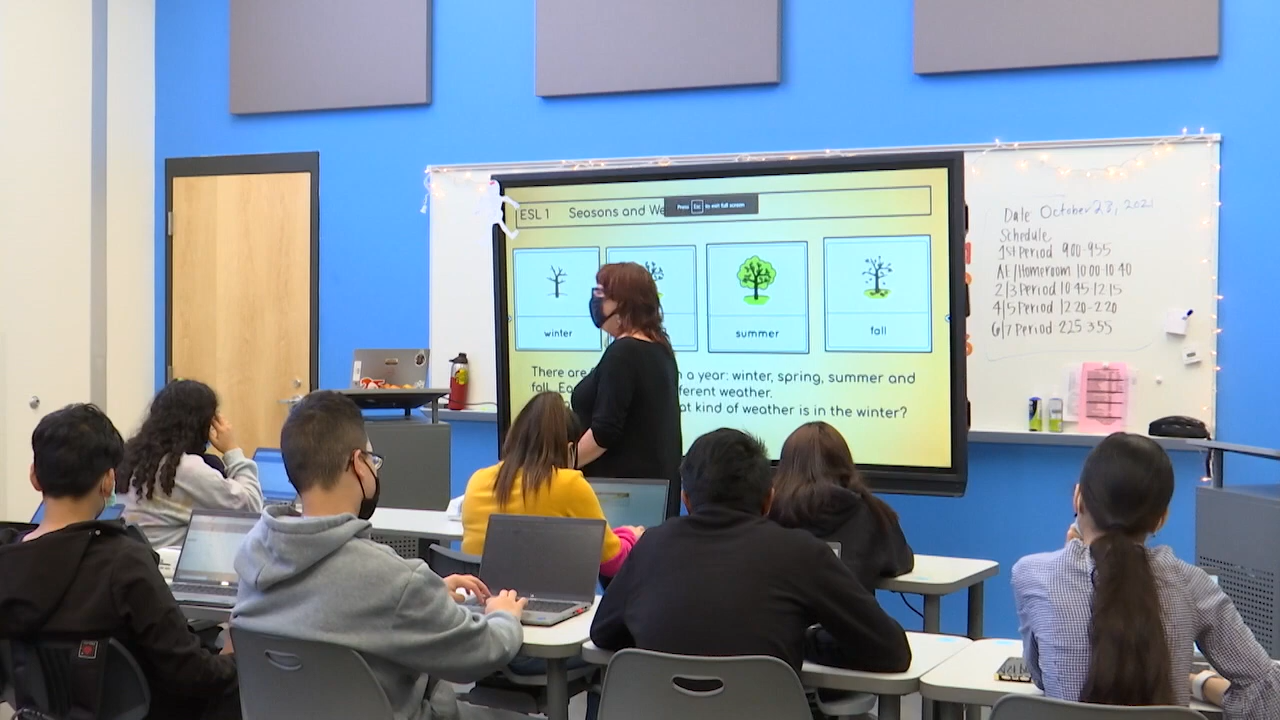 ESL 1 Seasons and We
Press Esc to exit full screen
winter
summer
fall
There are n a year: winter, spring, summer and
fall. Ea ferent weather.
at kind of weather is in the winter?
Date October 23, 2021
Schedule
1st Period 9:00-9:55
AE/Homeroom 10:00-10:40
2/3 Period 10:45-12:15
4/5 Period 12:20-2:20
6/7 Period 2:25-3:55